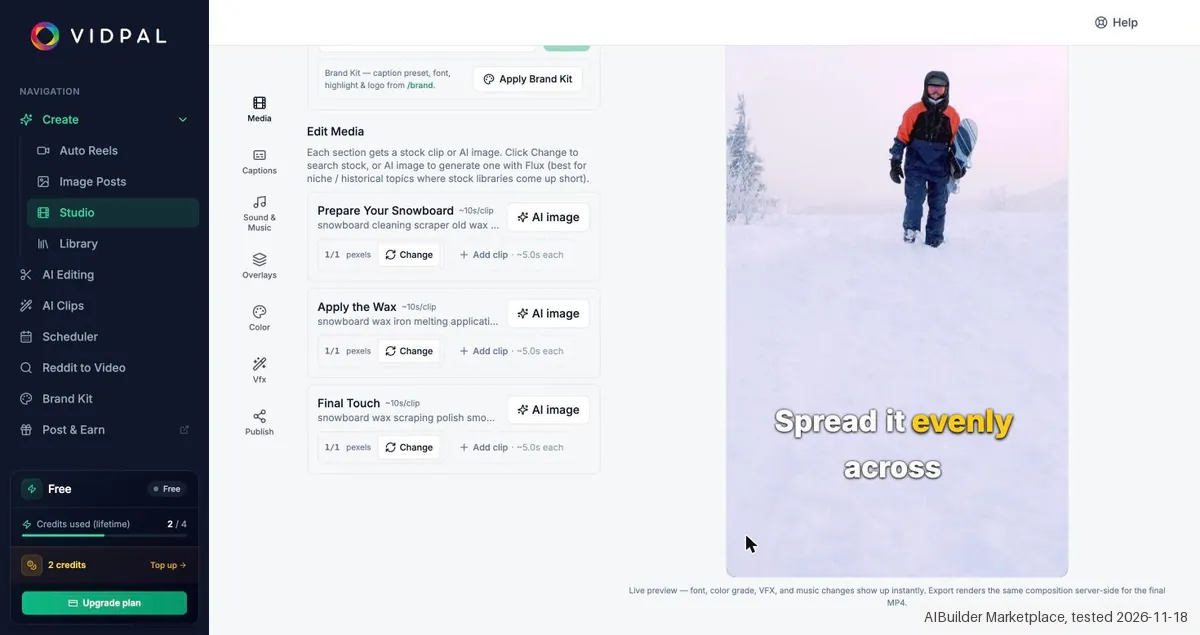 VIDPAL
NAVIGATION
Create
Auto Reels
Image Posts
Studio
Library
AI Editing
AI Clips
Scheduler
Reddit to Video
Brand Kit
Post & Earn
Free
Free
Credits used (lifetime)
2 / 4
2 credits
Top up →
Upgrade plan
Help
Media
Captions
Sound &
Music
Overlays
Color
Vfx
Publish
Brand Kit — caption preset, font,
highlight & logo from /brand.
Apply Brand Kit
Edit Media
Each section gets a stock clip or AI image. Click Change to
search stock, or AI image to generate one with Flux (best for
niche / historical topics where stock libraries come up short).
Prepare Your Snowboard ~10s/clip
snowboard cleaning scraper old wax ...
AI image
1/1 pexels
Change
+ Add clip · ~5.0s each
Apply the Wax ~10s/clip
snowboard wax iron melting applicati...
AI image
1/1 pexels
Change
+ Add clip · ~5.0s each
Final Touch ~10s/clip
snowboard wax scraping polish smo...
AI image
1/1 pexels
Change
+ Add clip · ~5.0s each
Spread it evenly
across
Live preview — font, color grade, VFX, and music changes show up instantly. Export renders the same composition server-side for the final
MP4.
AIBuilder Marketplace, tested 2026-11-18